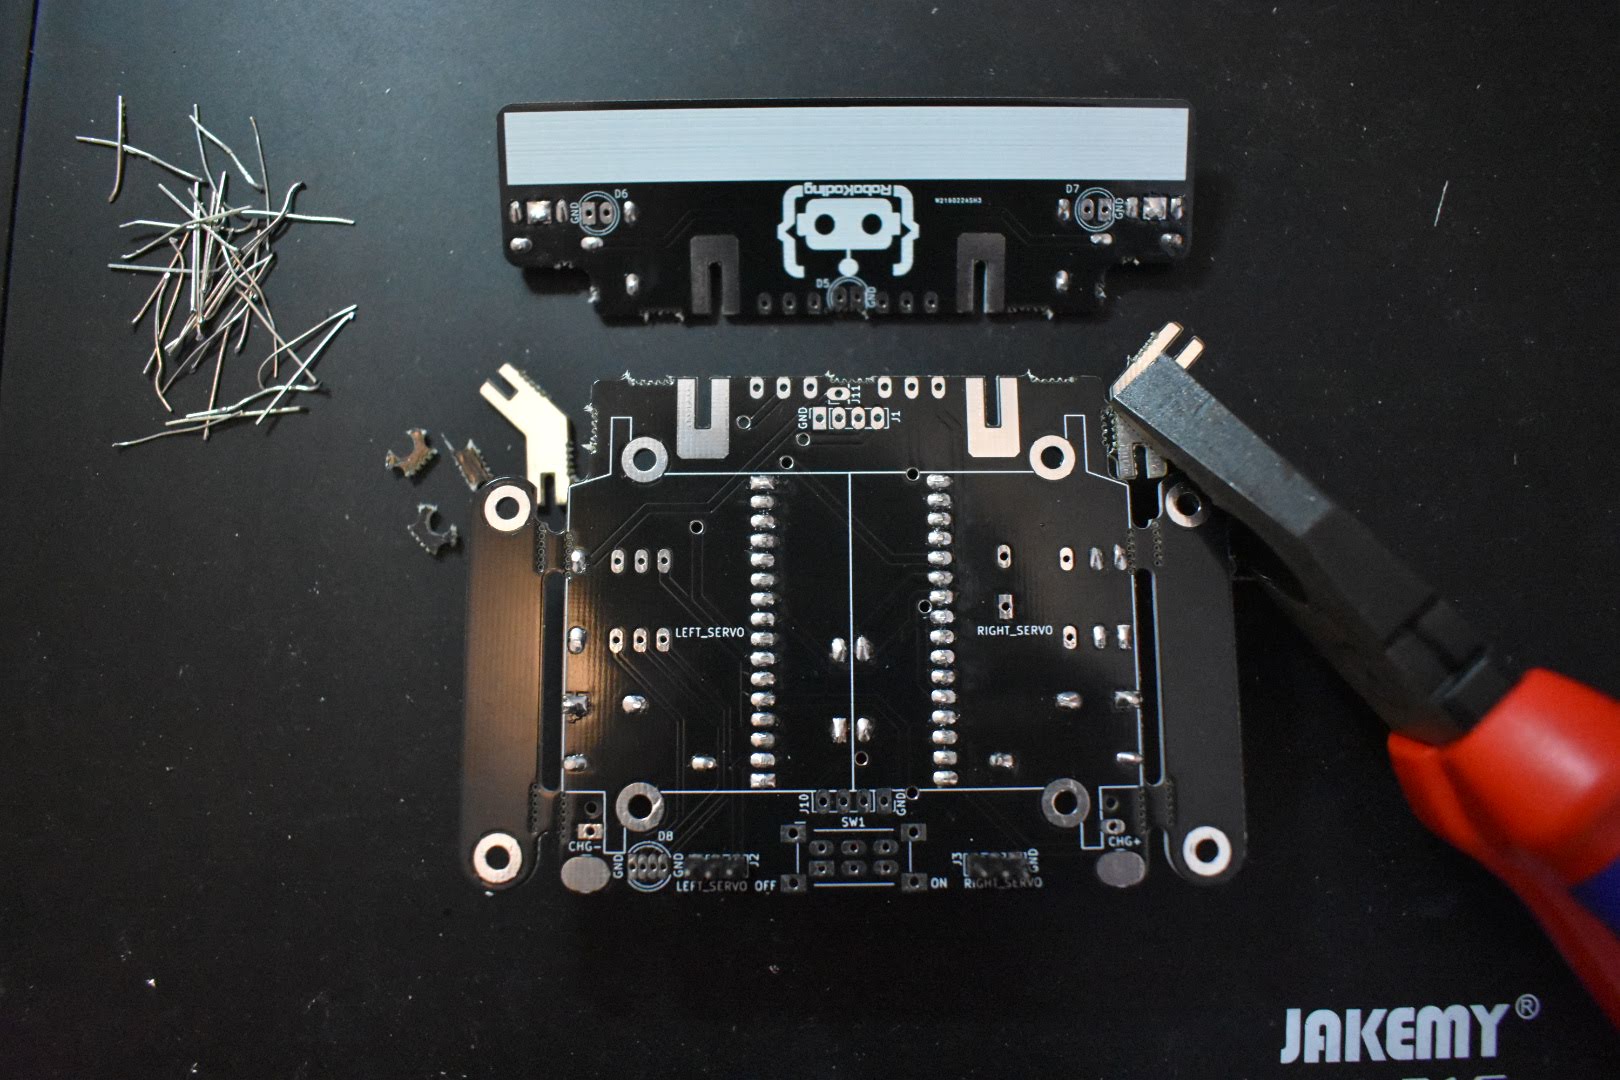 D6
GND
RoboKoding
W2180226SH3
D7
GND
D5
GND
GND
J11
J1
LEFT_SERVO
RIGHT_SERVO
J10
GND
SW1
CHG-
D8
GND
GND
J2
LEFT_SERVO
OFF
ON
J3
GND
RIGHT_SERVO
CHG+
JAKEMY®